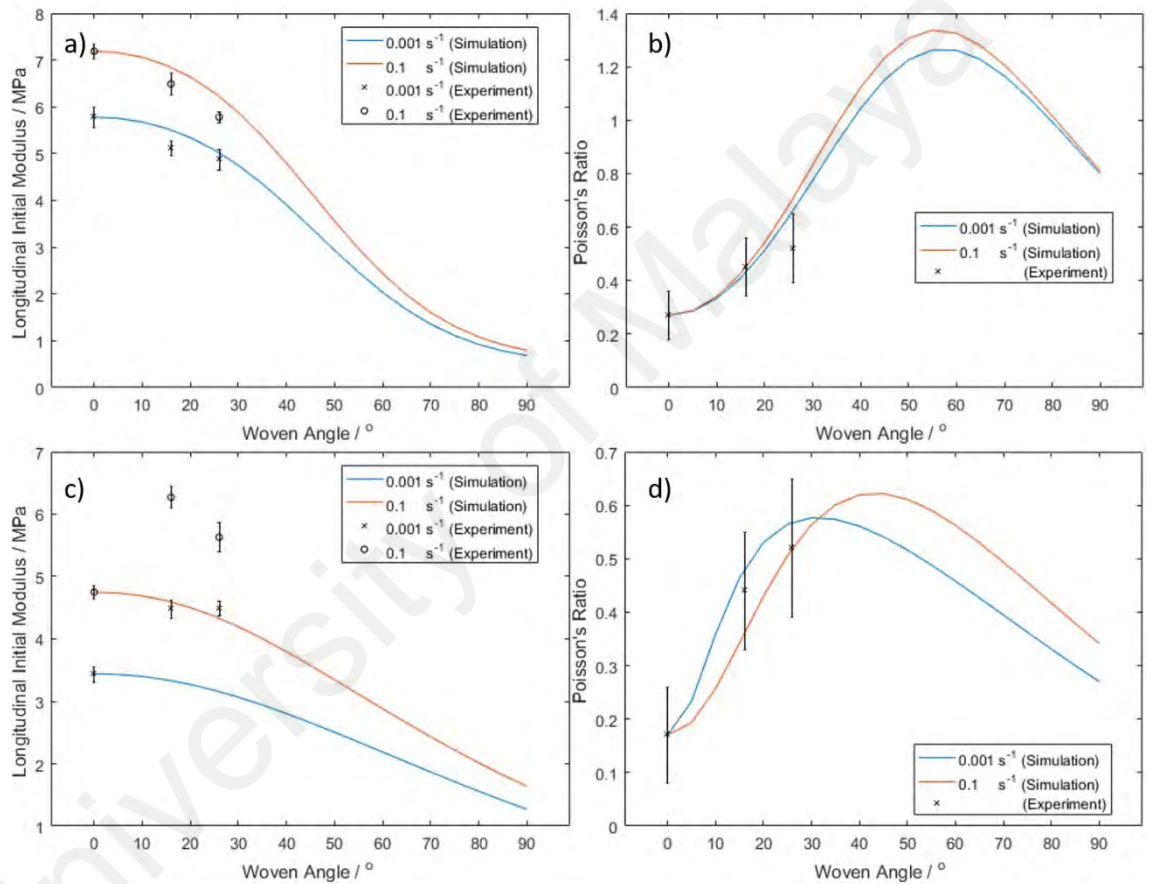 a)
8
7
6
5
4
3
2
1
0
Longitudinal Initial Modulus / MPa
0.001 s⁻¹ (Simulation)
0.1 s⁻¹ (Simulation)
0.001 s⁻¹ (Experiment)
0.1 s⁻¹ (Experiment)
0 10 20 30 40 50 60 70 80 90
Woven Angle / °
b)
1.4
1.2
1
0.8
0.6
0.4
0.2
0
Poisson's Ratio
0.001 s⁻¹ (Simulation)
0.1 s⁻¹ (Simulation)
(Experiment)
0 10 20 30 40 50 60 70 80 90
Woven Angle / °
c)
7
6
5
4
3
2
1
Longitudinal Initial Modulus / MPa
0.001 s⁻¹ (Simulation)
0.1 s⁻¹ (Simulation)
0.001 s⁻¹ (Experiment)
0.1 s⁻¹ (Experiment)
0 10 20 30 40 50 60 70 80 90
Woven Angle / °
d)
0.7
0.6
0.5
0.4
0.3
0.2
0.1
0
Poisson's Ratio
0.001 s⁻¹ (Simulation)
0.1 s⁻¹ (Simulation)
(Experiment)
0 10 20 30 40 50 60 70 80 90
Woven Angle / °
University of Malaya